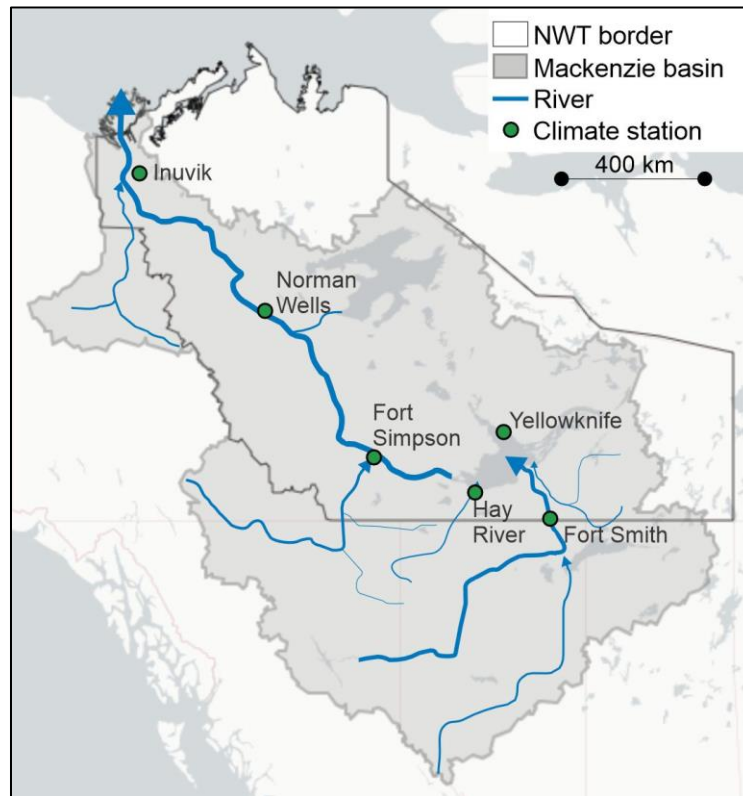 NWT border
Mackenzie basin
River
Climate station
400 km
Inuvik
Norman
Wells
Fort
Simpson
Yellowknife
Hay
River
Fort Smith